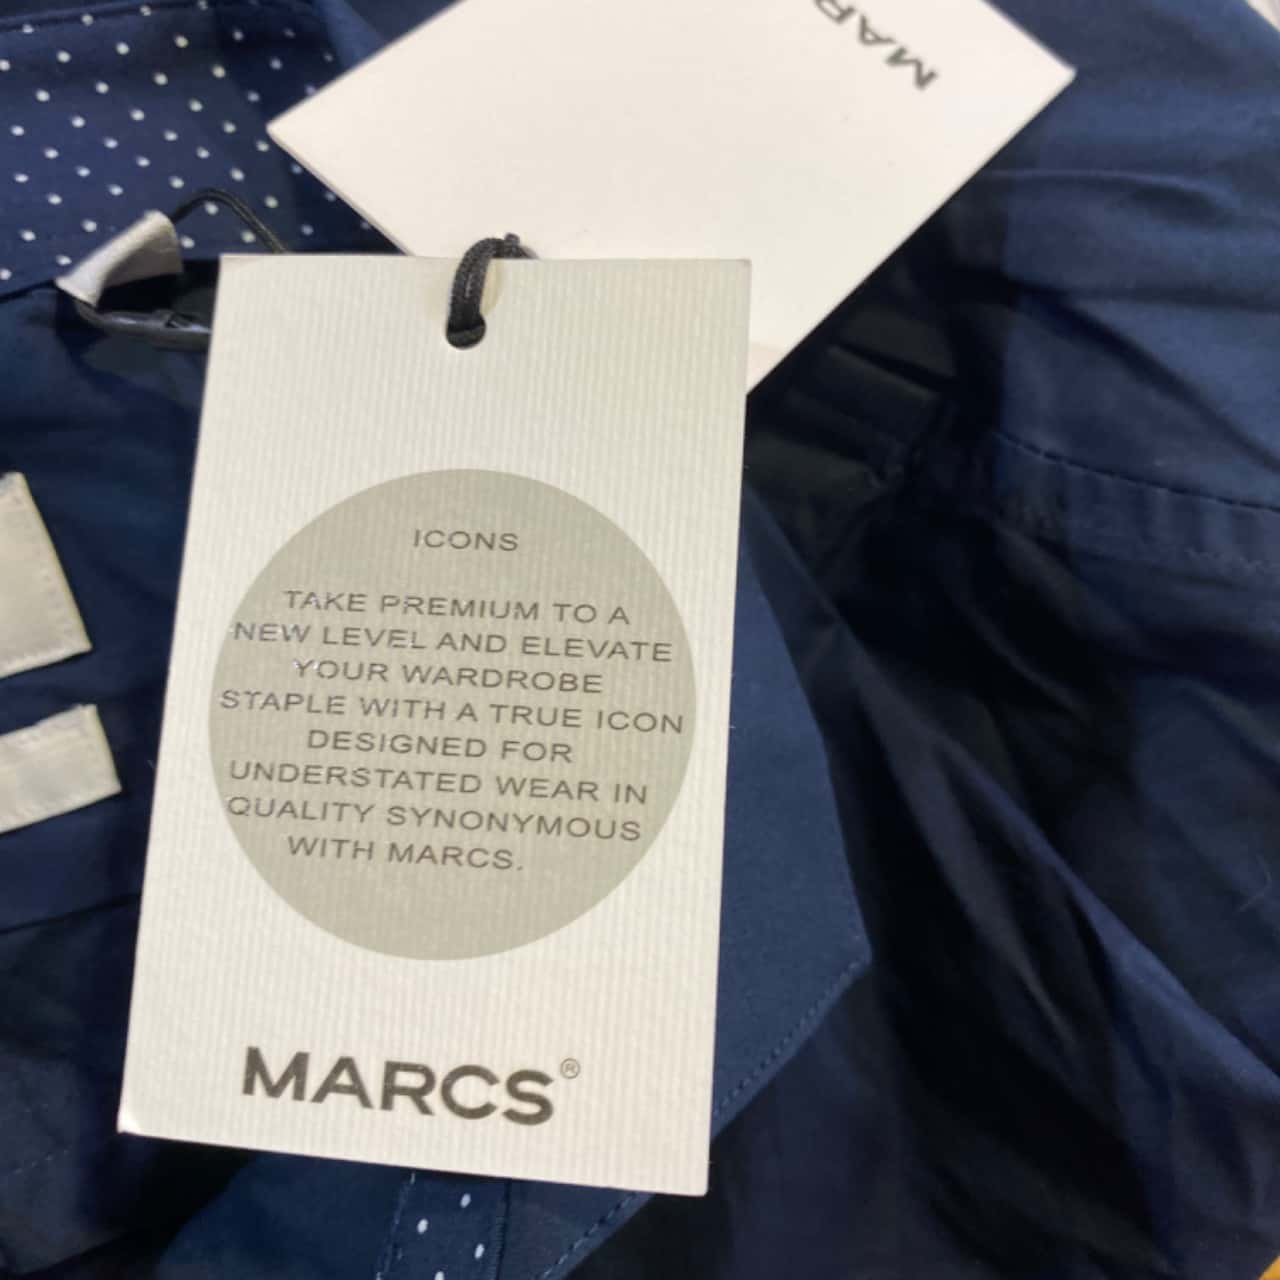 MAR
ICONS
TAKE PREMIUM TO A
NEW LEVEL AND ELEVATE
YOUR WARDROBE
STAPLE WITH A TRUE ICON
DESIGNED FOR
UNDERSTATED WEAR IN
QUALITY SYNONYMOUS
WITH MARCS.
MARCS®